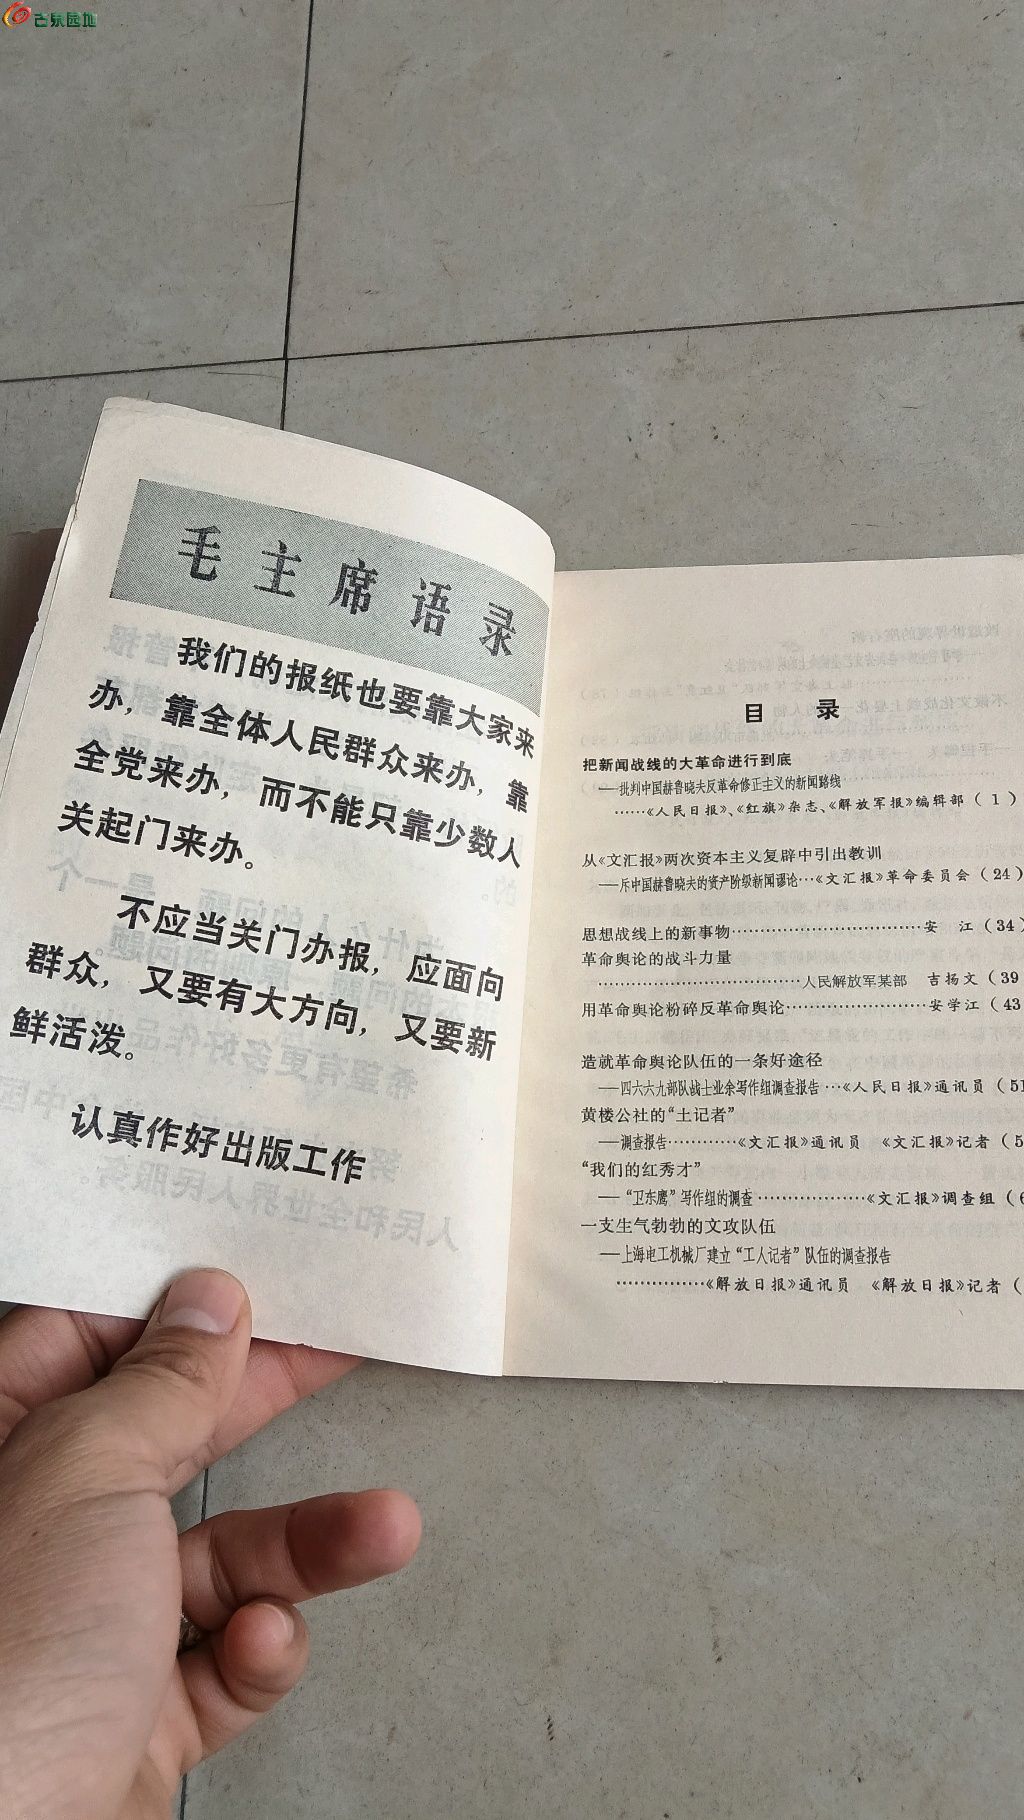 古泉园地
毛主席语录
我们的报纸也要靠大家来
办，靠全体人民群众来办，靠
全党来办，而不能只靠少数人
关起门来办。
不应当关门办报，应面向
群众，又要有大方向，又要新
鲜活泼。
认真作好出版工作
目 录
把新闻战线的大革命进行到底
——批判中国赫鲁晓夫反革命修正主义的新闻路线
……《人民日报》、《红旗》杂志、《解放军报》编辑部（1）
从《文汇报》两次资本主义复辟中引出教训
——斥中国赫鲁晓夫的资产阶级新闻谬论…《文汇报》革命委员会（24）
思想战线上的新事物……………………………安 江（34）
革命舆论的战斗力量
………………………………人民解放军某部 吉扬文（39
用革命舆论粉碎反革命舆论……………………安学江（43
造就革命舆论队伍的一条好途径
——四六六九部队战士业余写作组调查报告…《人民日报》通讯员（51
黄楼公社的“土记者”
——调查报告…………《文汇报》通讯员 《文汇报》记者（5
“我们的红秀才”
——“卫东鹰”写作组的调查………………《文汇报》调查组（6
一支生气勃勃的文攻队伍
——上海电工机械厂建立“工人记者”队伍的调查报告
……………《解放日报》通讯员 《解放日报》记者（